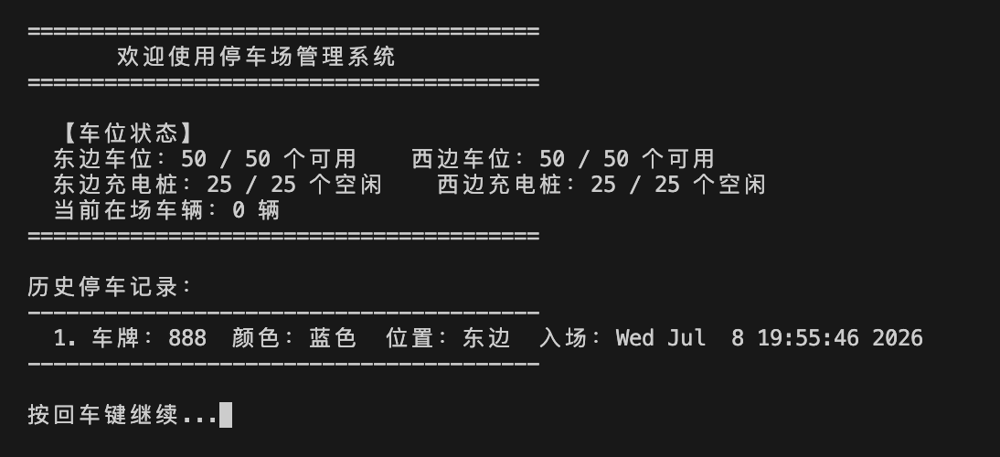 ========================================
欢迎使用停车场管理系统
========================================
【车位状态】
东边车位: 50 / 50 个可用    西边车位: 50 / 50 个可用
东边充电桩: 25 / 25 个空闲    西边充电桩: 25 / 25 个空闲
当前在场车辆: 0 辆
========================================
历史停车记录:
----------------------------------------
1. 车牌: 888  颜色: 蓝色  位置: 东边  入场: Wed Jul  8 19:55:46 2026
----------------------------------------
按回车键继续...